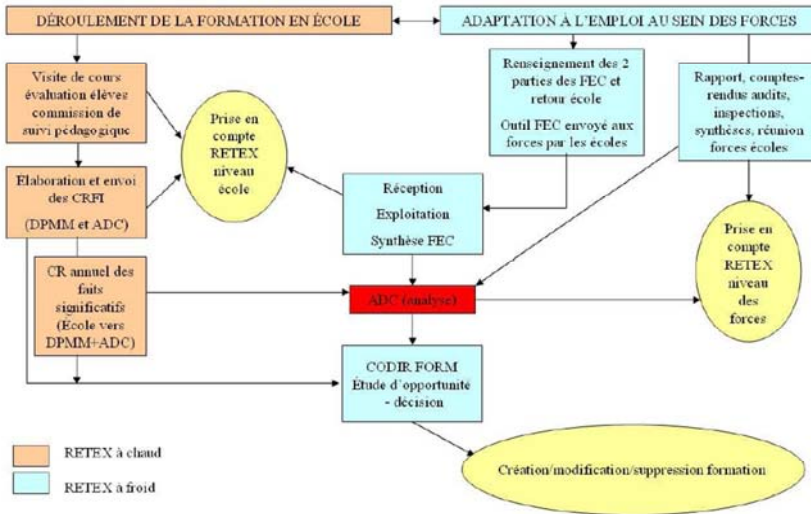 DÉROULEMENT DE LA FORMATION EN ÉCOLE
ADAPTATION À L'EMPLOI AU SEIN DES FORCES
Visite de cours
évaluation élèves
commission de
suivi pédagogique
Prise en
compte
RETEX
niveau
école
Renseignement des 2
parties des FEC et
retour école
Outil FEC envoyé aux
forces par les écoles
Rapport, comptes-
rendus audits,
inspections,
synthèses, réunion
forces écoles
Élaboration et envoi
des CRFI
(DPMM et ADC)
Réception
Exploitation
Synthèse FEC
Prise en
compte
RETEX
niveau
des
forces
CR annuel des
faits
significatifs
(École vers
DPMM+ADC)
ADC (analyse)
CODIR FORM
Étude d'opportunité
- décision
RETEX à chaud
RETEX à froid
Création/modification/suppression formation